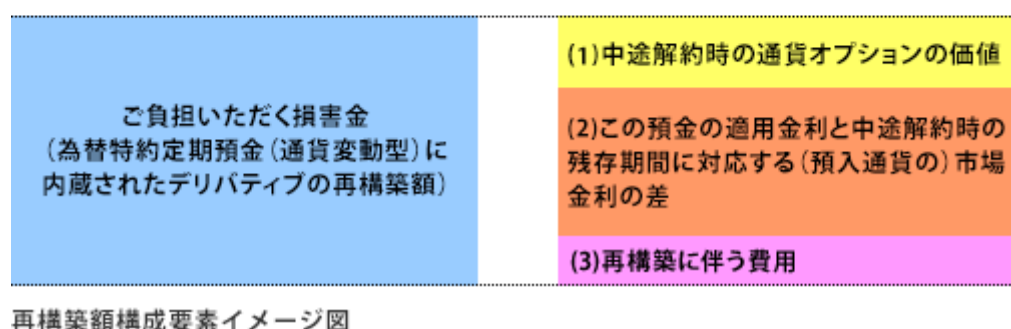 ご負担いただく損害金
(為替特約定期預金(通貨変動型)に
内蔵されたデリバティブの再構築額)
(1)中途解約時の通貨オプションの価値
(2)この預金の適用金利と中途解約時の
残存期間に対応する(預入通貨の)市場
金利の差
(3)再構築に伴う費用
再構築額構成要素イメージ図